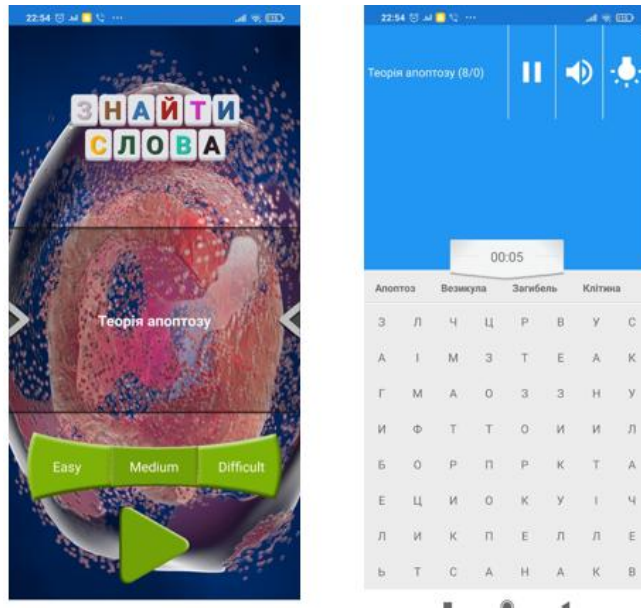 22:54
ЗНАЙТИ
СЛОВА
Теорія апоптозу
Easy Medium Difficult
22:54
Теорія апоптозу (8/0)
00:05
Апоптоз Везикула Загибель Клітина
З Л Ч Ц Р В У С
А І М З Т Е А К
Г М А О З З Н У
И Ф Т Т О И И Л
Б О Р П Р К Т А
Е Ц И О К У І Ч
Л И К П Е Л Л Е
Ь Т С А Н А К В